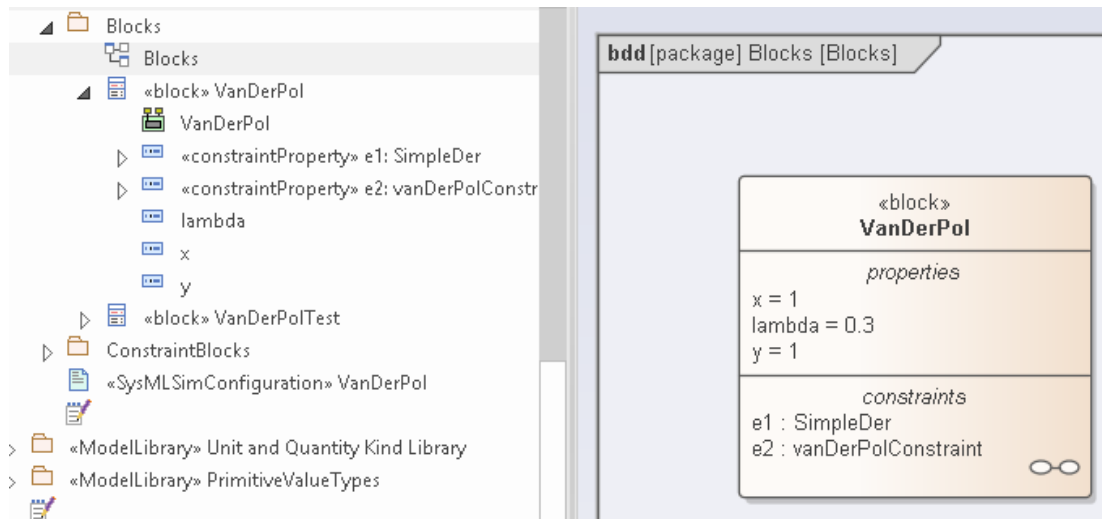 Blocks
Blocks
«block» VanDerPol
VanDerPol
«constraintProperty» e1: SimpleDer
«constraintProperty» e2: vanDerPolConstr
lambda
x
y
«block» VanDerPolTest
ConstraintBlocks
«SysMLSimConfiguration» VanDerPol
«ModelLibrary» Unit and Quantity Kind Library
«ModelLibrary» PrimitiveValueTypes
bdd [package] Blocks [Blocks]
«block»
VanDerPol
properties
x = 1
lambda = 0.3
y = 1
constraints
e1 : SimpleDer
e2 : vanDerPolConstraint